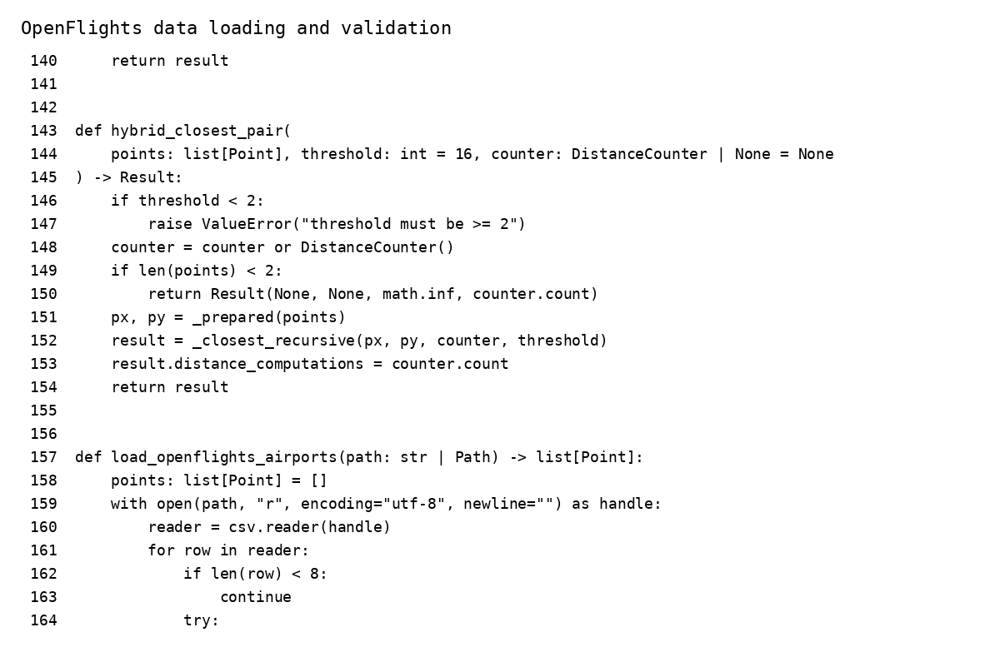 OpenFlights data loading and validation
140      return result
141
142
143  def hybrid_closest_pair(
144      points: list[Point], threshold: int = 16, counter: DistanceCounter | None = None
145  ) -> Result:
146      if threshold < 2:
147          raise ValueError("threshold must be >= 2")
148      counter = counter or DistanceCounter()
149      if len(points) < 2:
150          return Result(None, None, math.inf, counter.count)
151      px, py = _prepared(points)
152      result = _closest_recursive(px, py, counter, threshold)
153      result.distance_computations = counter.count
154      return result
155
156
157  def load_openflights_airports(path: str | Path) -> list[Point]:
158      points: list[Point] = []
159      with open(path, "r", encoding="utf-8", newline="") as handle:
160          reader = csv.reader(handle)
161          for row in reader:
162              if len(row) < 8:
163                  continue
164              try: